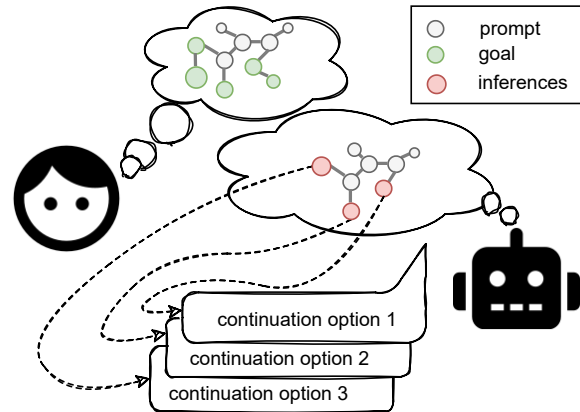 prompt
goal
inferences
continuation option 1
continuation option 2
continuation option 3